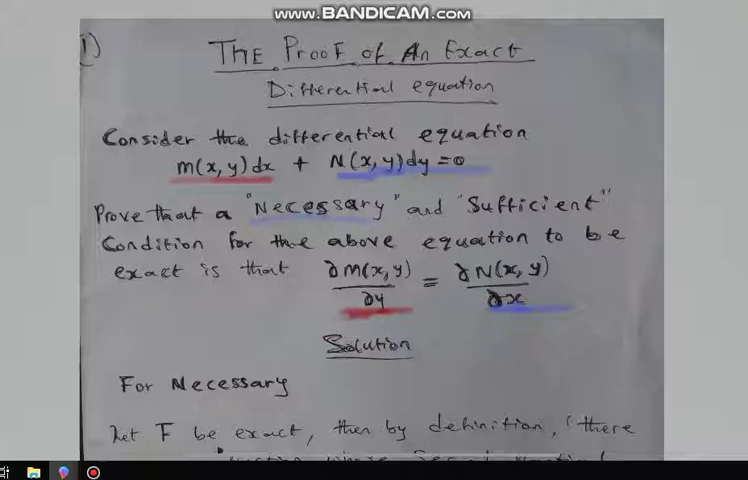 www.BANDICAM.com
1)
The Proof of An Exact
Differential equation
Consider the differential equation
M(x, y)dx + N(x, y)dy = 0
Prove that a "Necessary" and "Sufficient"
Condition for the above equation to be
exact is that ∂M(x, y)/∂y = ∂N(x, y)/∂x
Solution
For Necessary
Let F be exact, then by definition, there